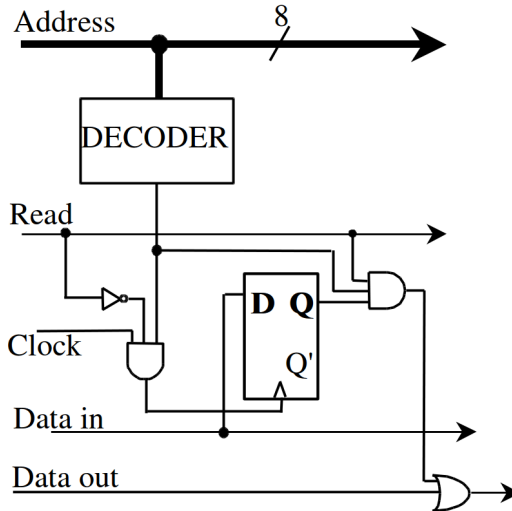 Address
8
DECODER
Read
D Q
Clock
Q'
Data in
Data out